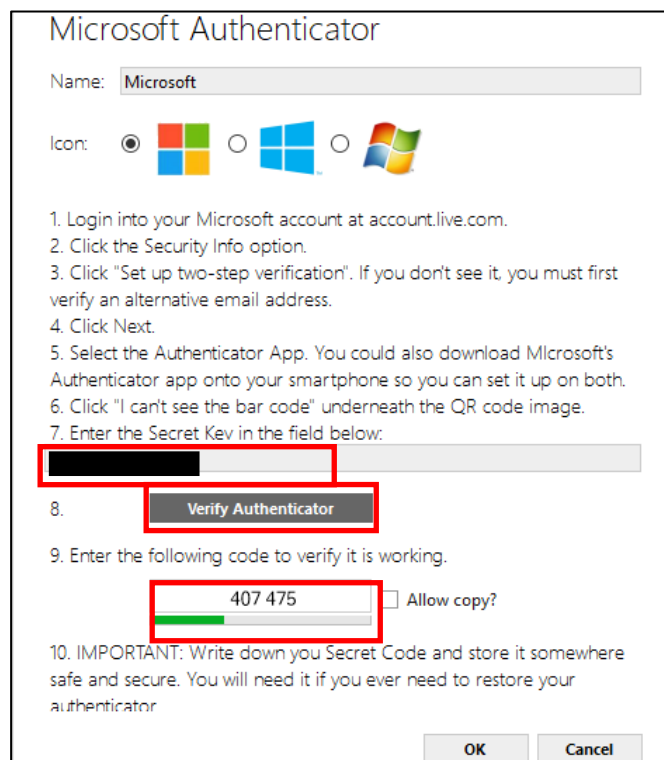 Microsoft Authenticator
Name: Microsoft
Icon:
1. Login into your Microsoft account at account.live.com.
2. Click the Security Info option.
3. Click "Set up two-step verification". If you don't see it, you must first
verify an alternative email address.
4. Click Next.
5. Select the Authenticator App. You could also download MIcrosoft's
Authenticator app onto your smartphone so you can set it up on both.
6. Click "I can't see the bar code" underneath the QR code image.
7. Enter the Secret Key in the field below:
8. Verify Authenticator
9. Enter the following code to verify it is working.
407 475 Allow copy?
10. IMPORTANT: Write down you Secret Code and store it somewhere
safe and secure. You will need it if you ever need to restore your
authenticator
OK Cancel